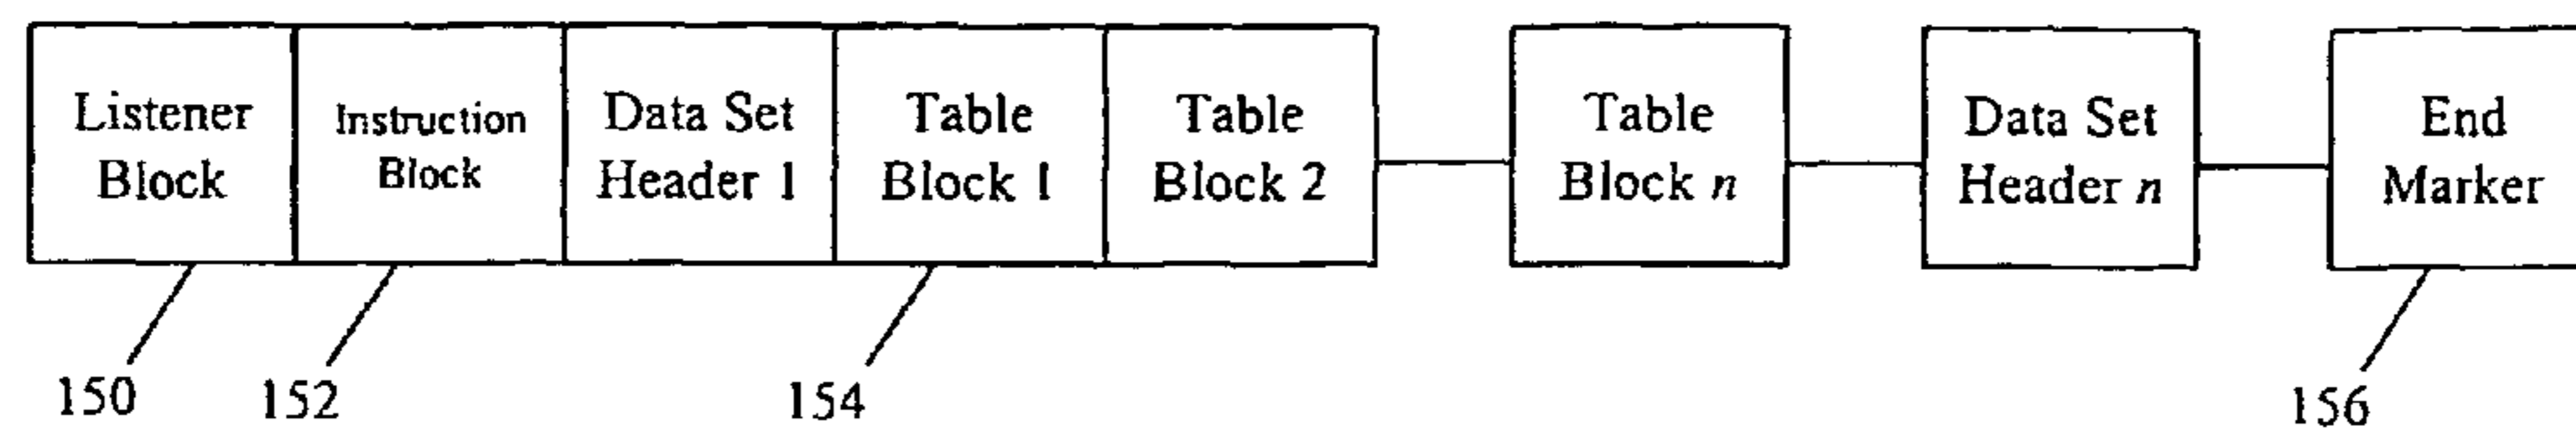 Listener
Block
Instruction
Block
Data Set
Header 1
Table
Block 1
Table
Block 2
Table
Block n
Data Set
Header n
End
Marker
150
152
154
156